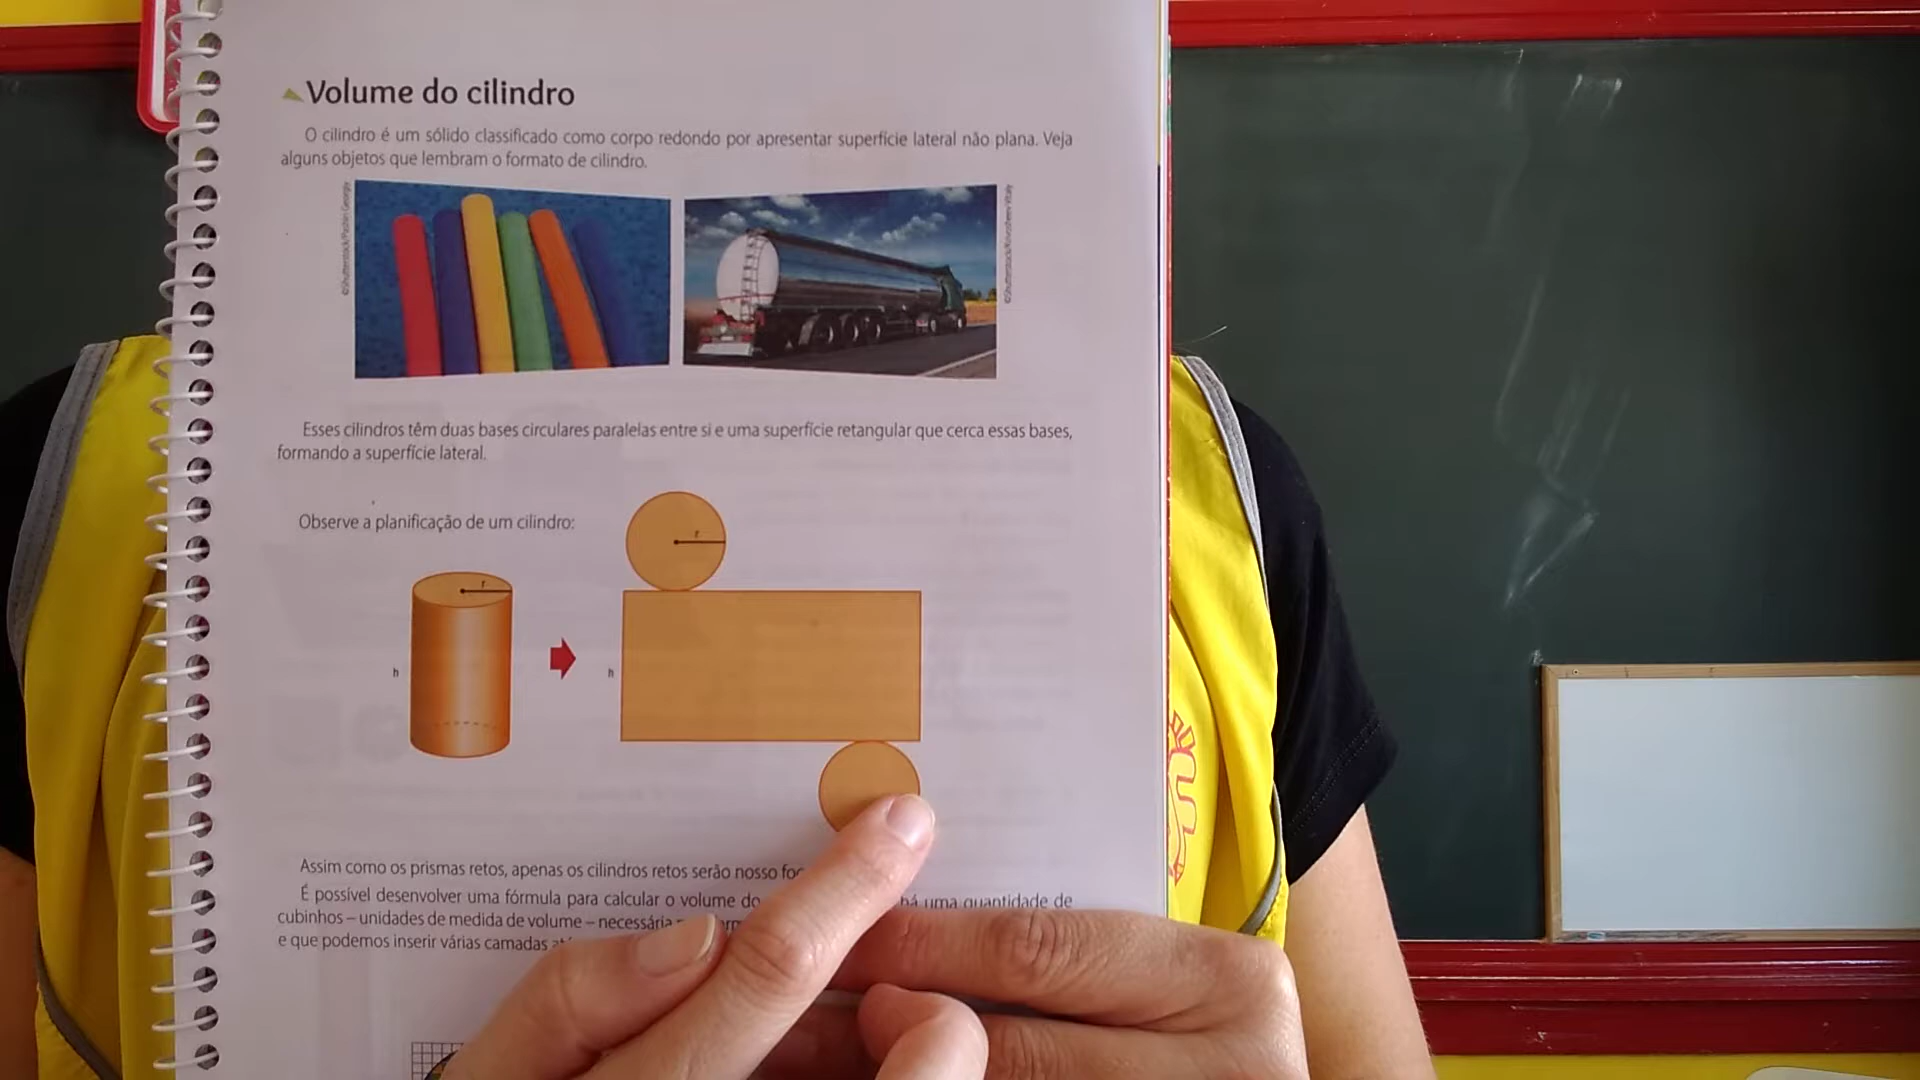 Volume do cilindro
O cilindro é um sólido classificado como corpo redondo por apresentar superfície lateral não plana. Veja
alguns objetos que lembram o formato de cilindro.
©Shutterstock/Pashin Georgiy
Esses cilindros têm duas bases circulares paralelas entre si e uma superfície retangular que cerca essas bases,
formando a superfície lateral.
Observe a planificação de um cilindro:
r
r
h
h
Assim como os prismas retos, apenas os cilindros retos serão nosso
É possível desenvolver uma fórmula para calcular o volume do há uma quantidade de
cubinhos – unidades de medida de volume – necessária
e que podemos inserir várias camadas